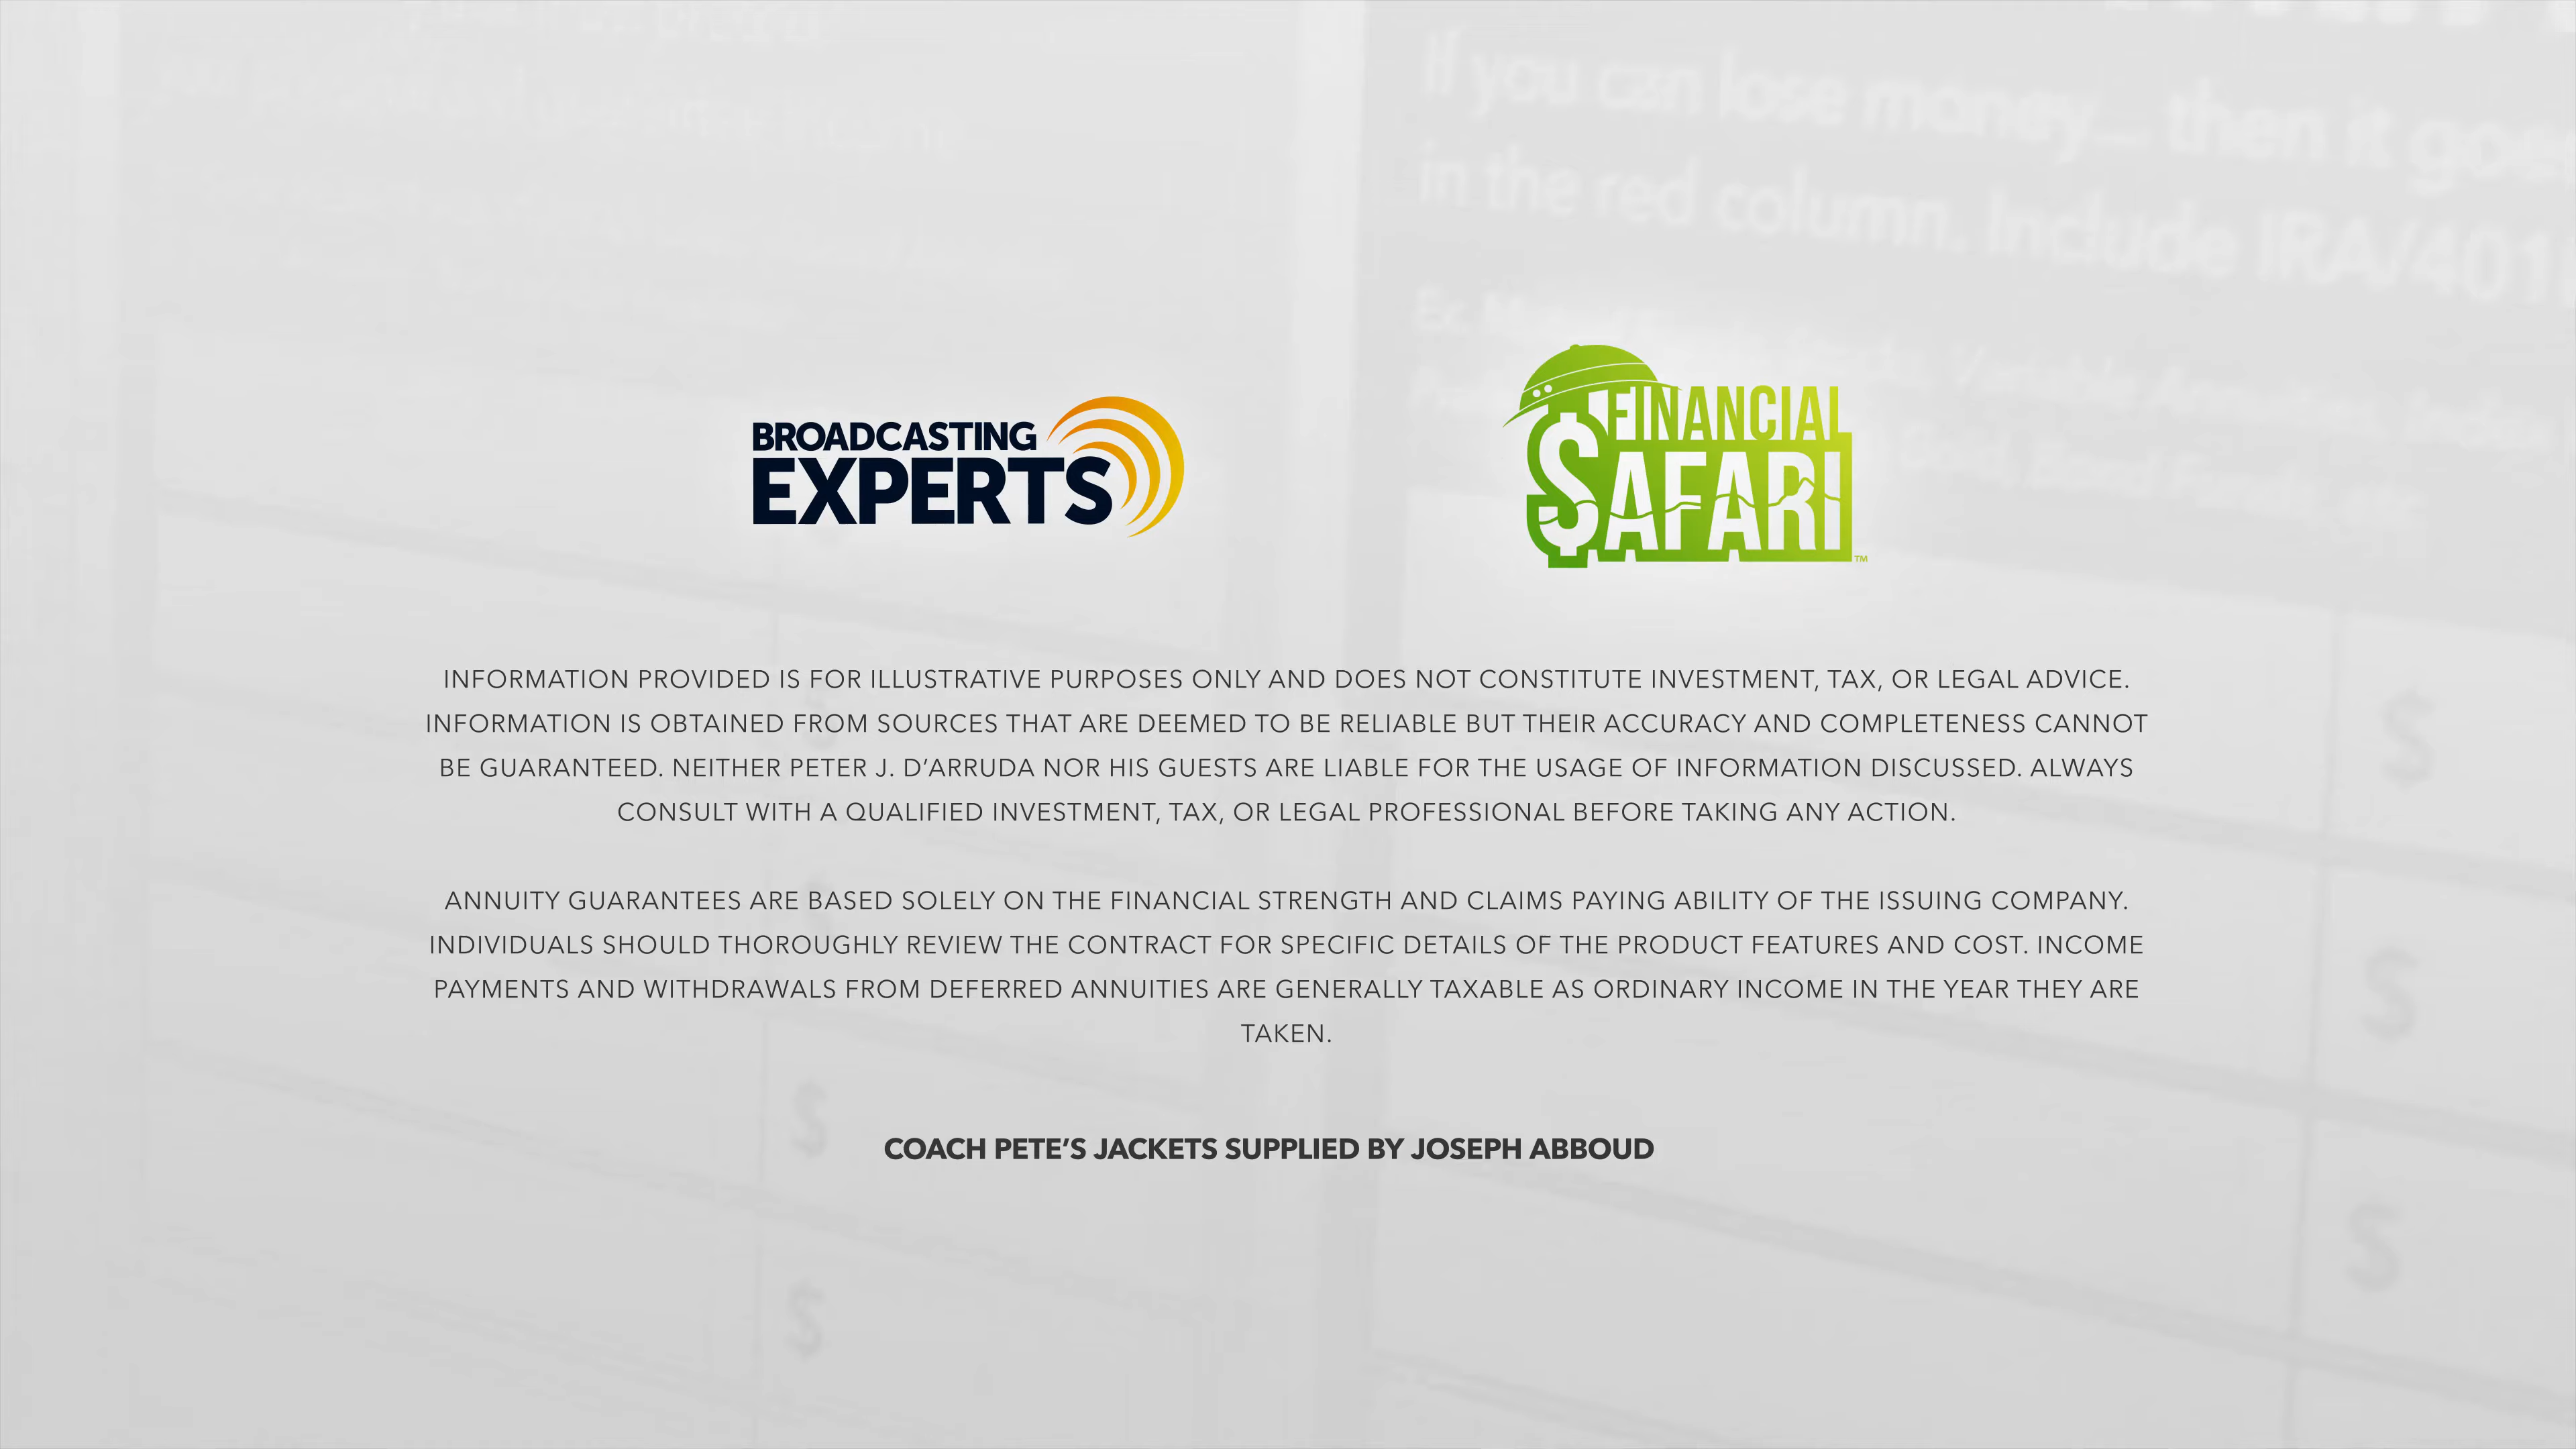 If you can lose money— then it goes
in the red column. Include IRA/401
BROADCASTING
EXPERTS
FINANCIAL
$AFARI
™
INFORMATION PROVIDED IS FOR ILLUSTRATIVE PURPOSES ONLY AND DOES NOT CONSTITUTE INVESTMENT, TAX, OR LEGAL ADVICE.
INFORMATION IS OBTAINED FROM SOURCES THAT ARE DEEMED TO BE RELIABLE BUT THEIR ACCURACY AND COMPLETENESS CANNOT
BE GUARANTEED. NEITHER PETER J. D’ARRUDA NOR HIS GUESTS ARE LIABLE FOR THE USAGE OF INFORMATION DISCUSSED. ALWAYS
CONSULT WITH A QUALIFIED INVESTMENT, TAX, OR LEGAL PROFESSIONAL BEFORE TAKING ANY ACTION.
ANNUITY GUARANTEES ARE BASED SOLELY ON THE FINANCIAL STRENGTH AND CLAIMS PAYING ABILITY OF THE ISSUING COMPANY.
INDIVIDUALS SHOULD THOROUGHLY REVIEW THE CONTRACT FOR SPECIFIC DETAILS OF THE PRODUCT FEATURES AND COST. INCOME
PAYMENTS AND WITHDRAWALS FROM DEFERRED ANNUITIES ARE GENERALLY TAXABLE AS ORDINARY INCOME IN THE YEAR THEY ARE
TAKEN.
$
$
$
$
$
COACH PETE’S JACKETS SUPPLIED BY JOSEPH ABBOUD